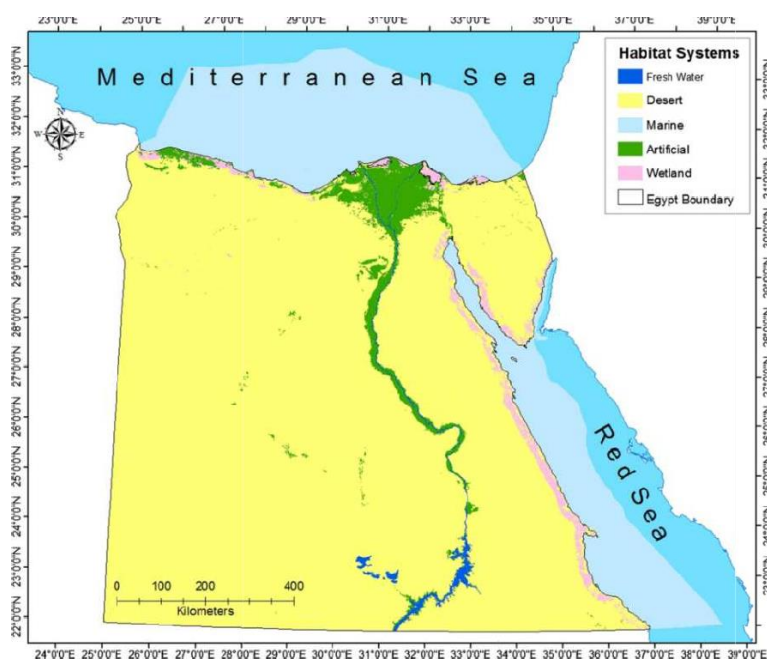 23°0'0"E 25°0'0"E 27°0'0"E 29°0'0"E 31°0'0"E 33°0'0"E 35°0'0"E 37°0'0"E 39°0'0"E
Mediterranean Sea
Habitat Systems
Fresh Water
Desert
Marine
Artificial
Wetland
Egypt Boundary
N
W E
S
33°0'0"N
32°0'0"N
31°0'0"N
30°0'0"N
29°0'0"N
28°0'0"N
27°0'0"N
26°0'0"N
25°0'0"N
24°0'0"N
23°0'0"N
22°0'0"N
Red Sea
0 100 200 400
Kilometers
24°0'0"E 25°0'0"E 26°0'0"E 27°0'0"E 28°0'0"E 29°0'0"E 30°0'0"E 31°0'0"E 32°0'0"E 33°0'0"E 34°0'0"E 35°0'0"E 36°0'0"E 37°0'0"E 38°0'0"E 39°0'0"E